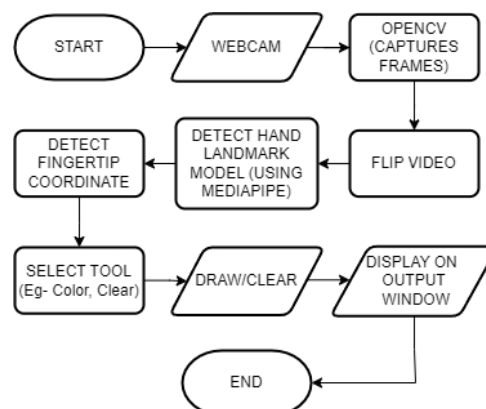 START
WEBCAM
OPENCV
(CAPTURES
FRAMES)
FLIP VIDEO
DETECT HAND
LANDMARK
MODEL (USING
MEDIAPIPE)
DETECT
FINGERTIP
COORDINATE
SELECT TOOL
(Eg- Color, Clear)
DRAW/CLEAR
DISPLAY ON
OUTPUT
WINDOW
END